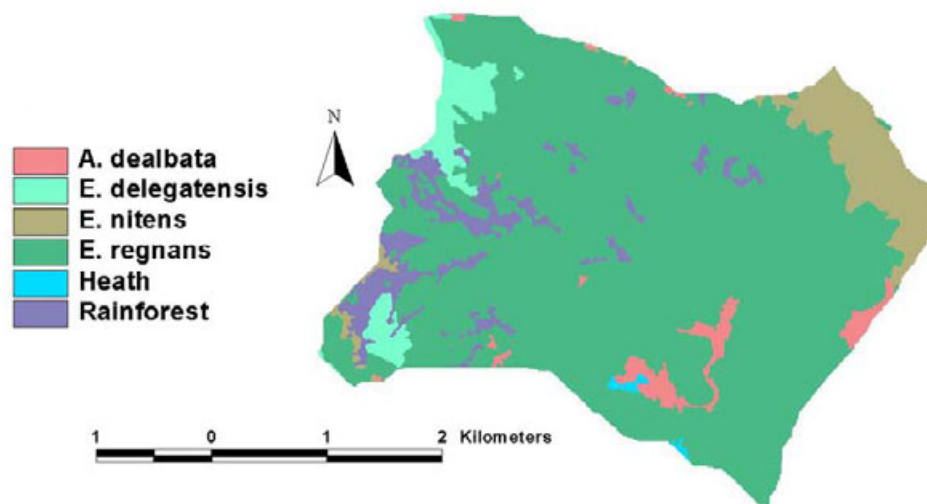 N
A. dealbata
E. delegatensis
E. nitens
E. regnans
Heath
Rainforest
1 0 1 2 Kilometers